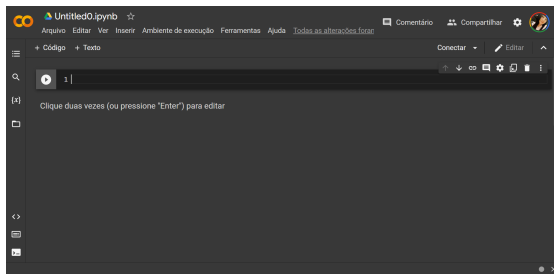 Untitled0.ipynb
Comentário
Compartilhar
Arquivo Editar Ver Inserir Ambiente de execução Ferramentas Ajuda Todas as alterações foram
+ Código + Texto
Conectar
Editar
1
{x}
Clique duas vezes (ou pressione "Enter") para editar